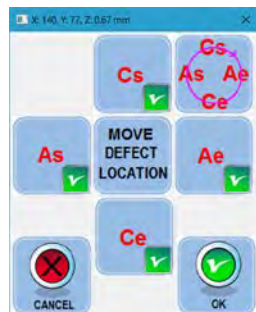 X: 140, Y: 77, Z: 0.67 mm
Cs
Cs
As Ae
Ce
As
MOVE
DEFECT
LOCATION
Ae
Ce
CANCEL
OK